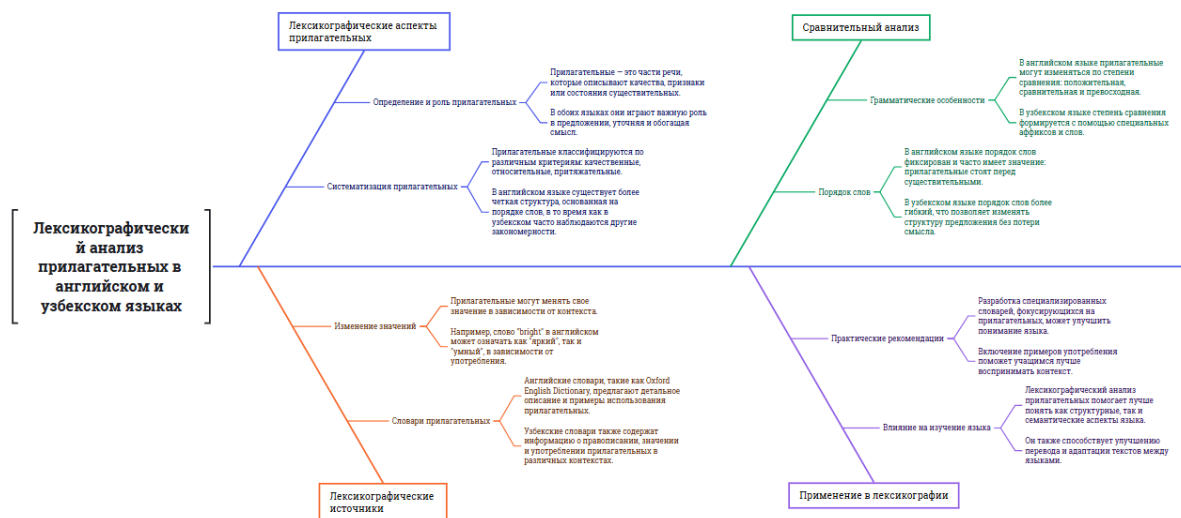 Лексикографически
й анализ
прилагательных в
английском и
узбекском языках
Лексикографические аспекты
прилагательных
Определение и роль прилагательных
Прилагательные — это части речи,
которые описывают качества, признаки
или состояния существительных.
В обоих языках они играют важную роль
в предложении, уточняя и обогащая
смысл.
Систематизация прилагательных
Прилагательные классифицируются по
различным критериям: качественные,
относительные, притяжательные.
В английском языке существует более
четкая структура, основанная на
порядке слов, в то время как в
узбекском часто наблюдаются другие
закономерности.
Сравнительный анализ
Грамматические особенности
В английском языке прилагательные
могут изменяться по степени
сравнения: положительная,
сравнительная и превосходная.
В узбекском языке степень сравнения
формируется с помощью специальных
аффиксов и слов.
Порядок слов
В английском языке порядок слов
фиксирован и часто имеет значение:
прилагательные стоят перед
существительными.
В узбекском языке порядок слов более
гибкий, что позволяет изменять
структуру предложения без потери
смысла.
Изменение значений
Прилагательные могут менять свое
значение в зависимости от контекста.
Например, слово "bright" в английском
может означать как "яркий", так и
"умный", в зависимости от
употребления.
Словари прилагательных
Английские словари, такие как Oxford
English Dictionary, предлагают детальное
описание и примеры использования
прилагательных.
Узбекские словари также содержат
информацию о правописании, значении
и употреблении прилагательных в
различных контекстах.
Лексикографические
источники
Практические рекомендации
Разработка специализированных
словарей, фокусирующихся на
прилагательных, может улучшить
понимание языка.
Включение примеров употребления
поможет учащимся лучше
воспринимать контекст.
Влияние на изучение языка
Лексикографический анализ
прилагательных помогает лучше
понять как структурные, так и
семантические аспекты языка.
Он также способствует улучшению
перевода и адаптации текстов между
языками.
Применение в лексикографии